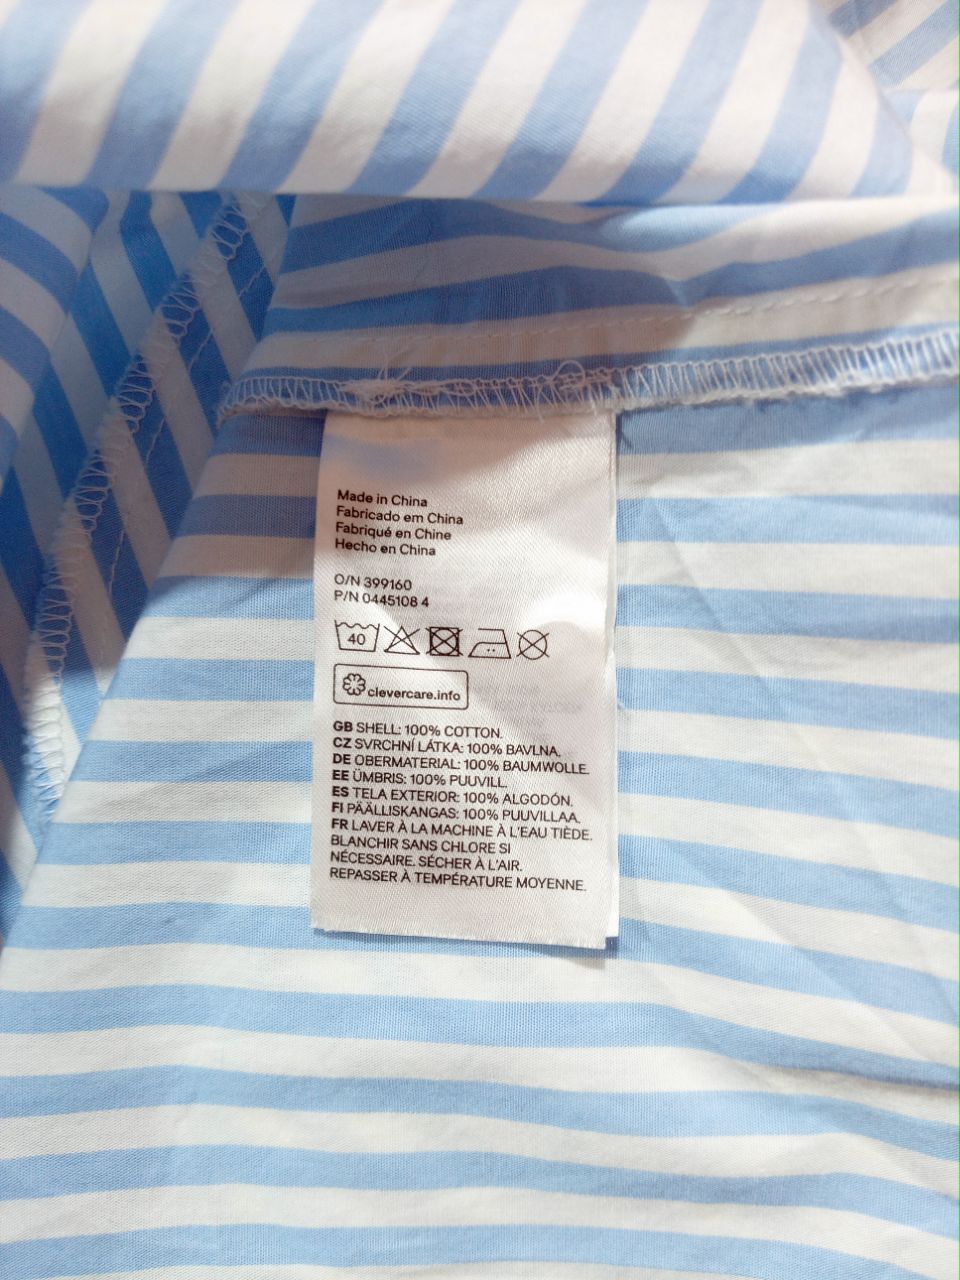 Made in China
Fabricado em China
Fabriqué en Chine
Hecho en China
O/N 399160
P/N 0445108 4
40
clevercare.info
GB SHELL: 100% COTTON.
CZ SVRCHNÍ LÁTKA: 100% BAVLNA.
DE OBERMATERIAL: 100% BAUMWOLLE.
EE ÜMBRIS: 100% PUUVILL.
ES TELA EXTERIOR: 100% ALGODÓN.
FI PÄÄLLISKANGAS: 100% PUUVILLAA.
FR LAVER À LA MACHINE À L'EAU TIÈDE.
BLANCHIR SANS CHLORE SI
NÉCESSAIRE. SÉCHER À L'AIR.
REPASSER À TEMPÉRATURE MOYENNE.